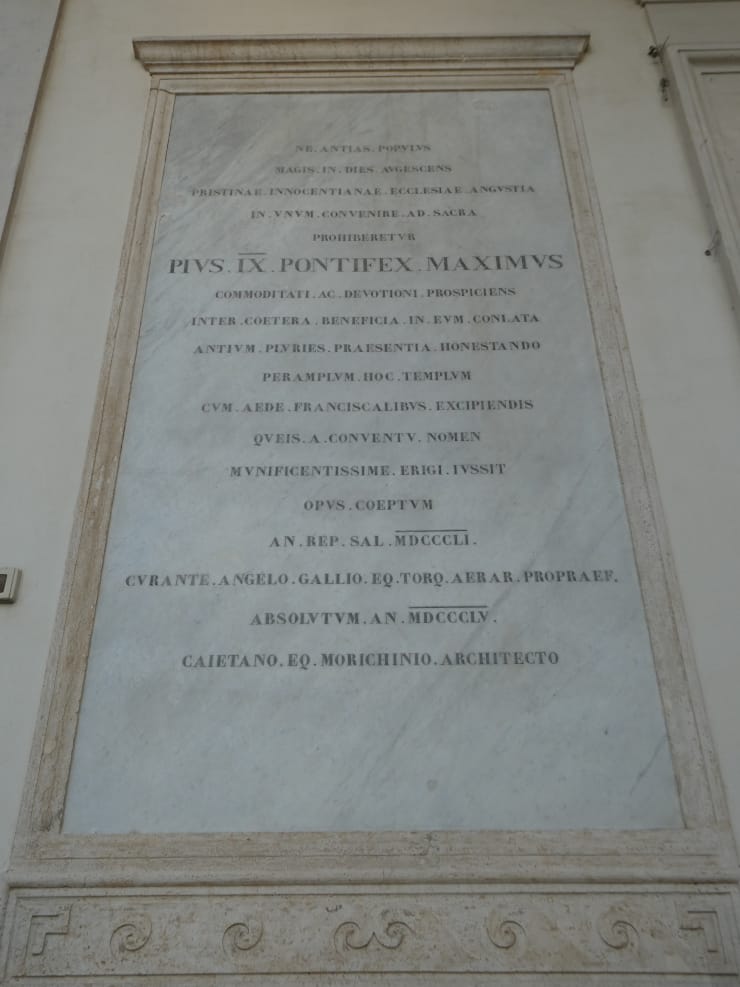 NE . ANTIAS . POPVLVS
MAGIS . IN . DIES . AVGESCENS
PRISTINAE . INNOCENTIANAE . ECCLESIAE . ANGVSTIA
IN . VNVM . CONVENIRE . AD . SACRA
PROHIBERETVR
PIVS . IX . PONTIFEX . MAXIMVS
COMMODITATI . AC . DEVOTIONI . PROSPICIENS
INTER . COETERA . BENEFICIA . IN . EVM . CONLATA
ANTIVM . PLVRIES . PRAESENTIA . HONESTANDO
PERAMPLVM . HOC . TEMPLVM
CVM . AEDE . FRANCISCALIBVS . EXCIPIENDIS
QVEIS . A . CONVENTV . NOMEN
MVNIFICENTISSIME . ERIGI . IVSSIT
OPVS . COEPTVM
AN . REP . SAL . MDCCCLI .
CVRANTE . ANGELO . GALLIO . EQ . TORQ . AERAR . PROPRAEF .
ABSOLVTVM . AN . MDCCCLV .
CAIETANO . EQ . MORICHINIO . ARCHITECTO